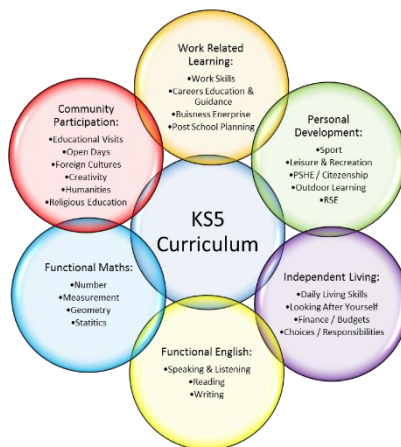 Work Related
Learning:
•Work Skills
•Careers Education &
Guidance
•Buisness Enerprise
•Post School Planning
Community
Participation:
•Educational Visits
•Open Days
•Foreign Cultures
•Creativity
•Humanities
•Religious Education
Personal
Development:
•Sport
•Leisure & Recreation
•PSHE / Citezenship
•Outdoor Learning
•RSE
KS5
Curriculum
Functional Maths:
•Number
•Measurement
•Geometry
•Statitics
Independent Living:
•Daily Living Skills
•Looking After Yourself
•Finance / Budgets
•Choices / Responsibilities
Functional English:
•Speaking & Listening
•Reading
•Writing